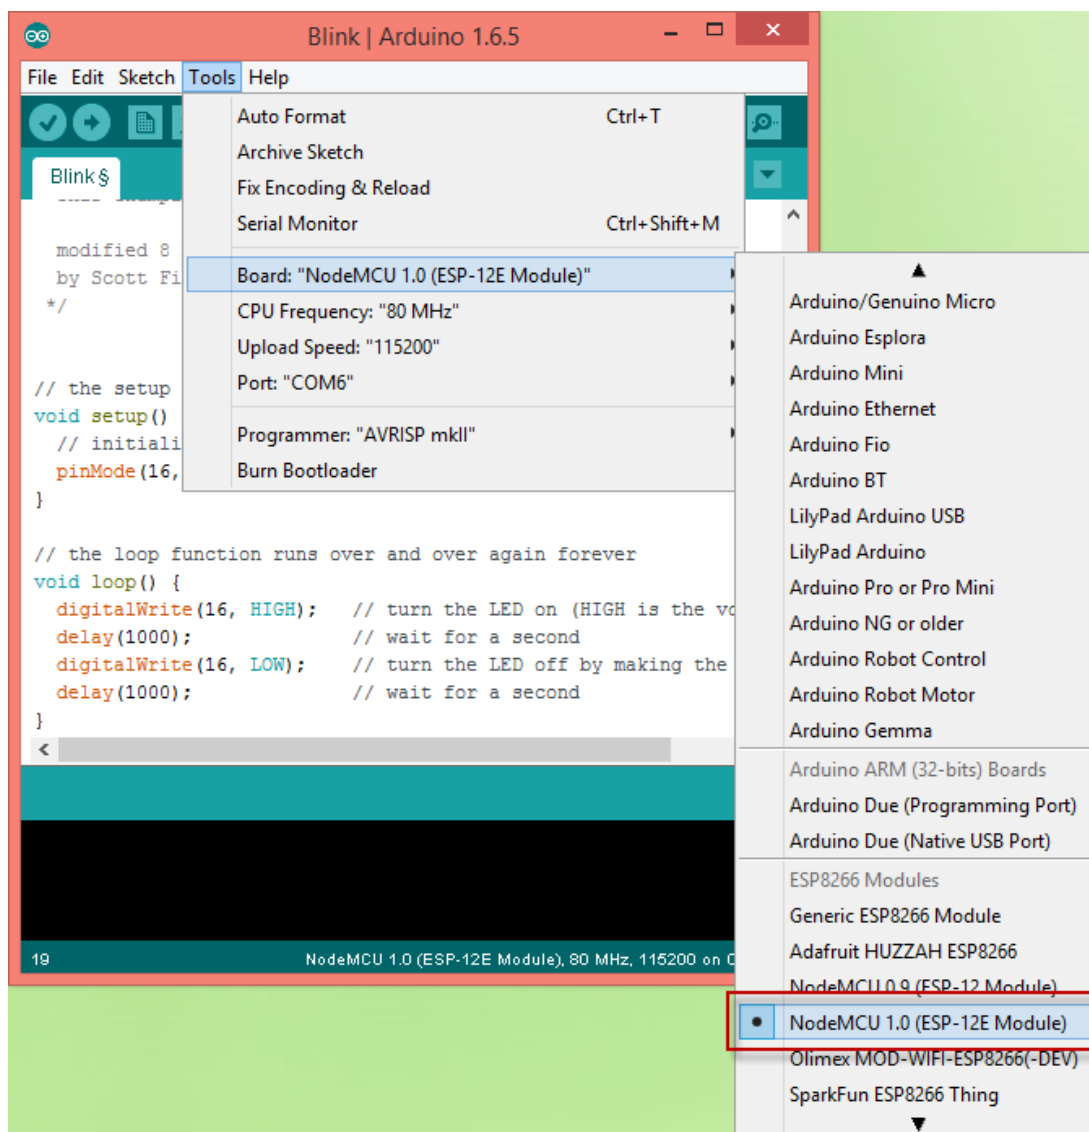 Blink | Arduino 1.6.5
File Edit Sketch Tools Help
Auto Format Ctrl+T
Archive Sketch
Fix Encoding & Reload
Serial Monitor Ctrl+Shift+M
Board: "NodeMCU 1.0 (ESP-12E Module)"
CPU Frequency: "80 MHz"
Upload Speed: "115200"
Port: "COM6"
Programmer: "AVRISP mkII"
Burn Bootloader
Blink §
modified 8
by Scott Fi
*/
// the setup
void setup()
// initiali
pinMode(16,
}
// the loop function runs over and over again forever
void loop() {
digitalWrite(16, HIGH); // turn the LED on (HIGH is the vo
delay(1000); // wait for a second
digitalWrite(16, LOW); // turn the LED off by making the
delay(1000); // wait for a second
}
19 NodeMCU 1.0 (ESP-12E Module), 80 MHz, 115200 on C
Arduino/Genuino Micro
Arduino Esplora
Arduino Mini
Arduino Ethernet
Arduino Fio
Arduino BT
LilyPad Arduino USB
LilyPad Arduino
Arduino Pro or Pro Mini
Arduino NG or older
Arduino Robot Control
Arduino Robot Motor
Arduino Gemma
Arduino ARM (32-bits) Boards
Arduino Due (Programming Port)
Arduino Due (Native USB Port)
ESP8266 Modules
Generic ESP8266 Module
Adafruit HUZZAH ESP8266
NodeMCU 0.9 (ESP-12 Module)
NodeMCU 1.0 (ESP-12E Module)
Olimex MOD-WIFI-ESP8266(-DEV)
SparkFun ESP8266 Thing